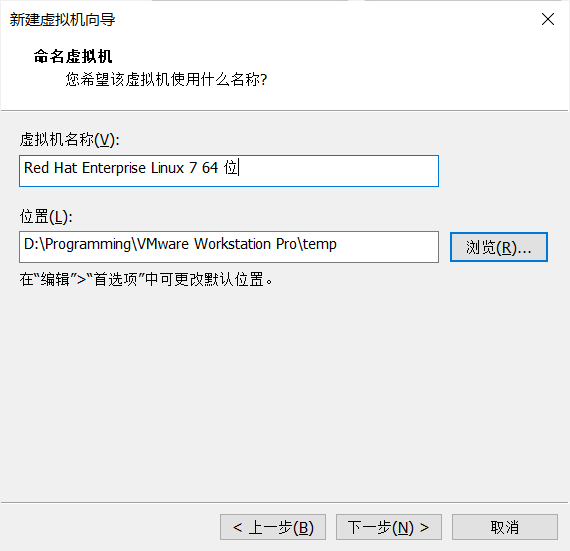 新建虚拟机向导
命名虚拟机
您希望该虚拟机使用什么名称?
虚拟机名称(V):
Red Hat Enterprise Linux 7 64 位
位置(L):
D:\Programming\VMware Workstation Pro\temp
浏览(R)...
在“编辑”>“首选项”中可更改默认位置。
< 上一步(B)
下一步(N) >
取消